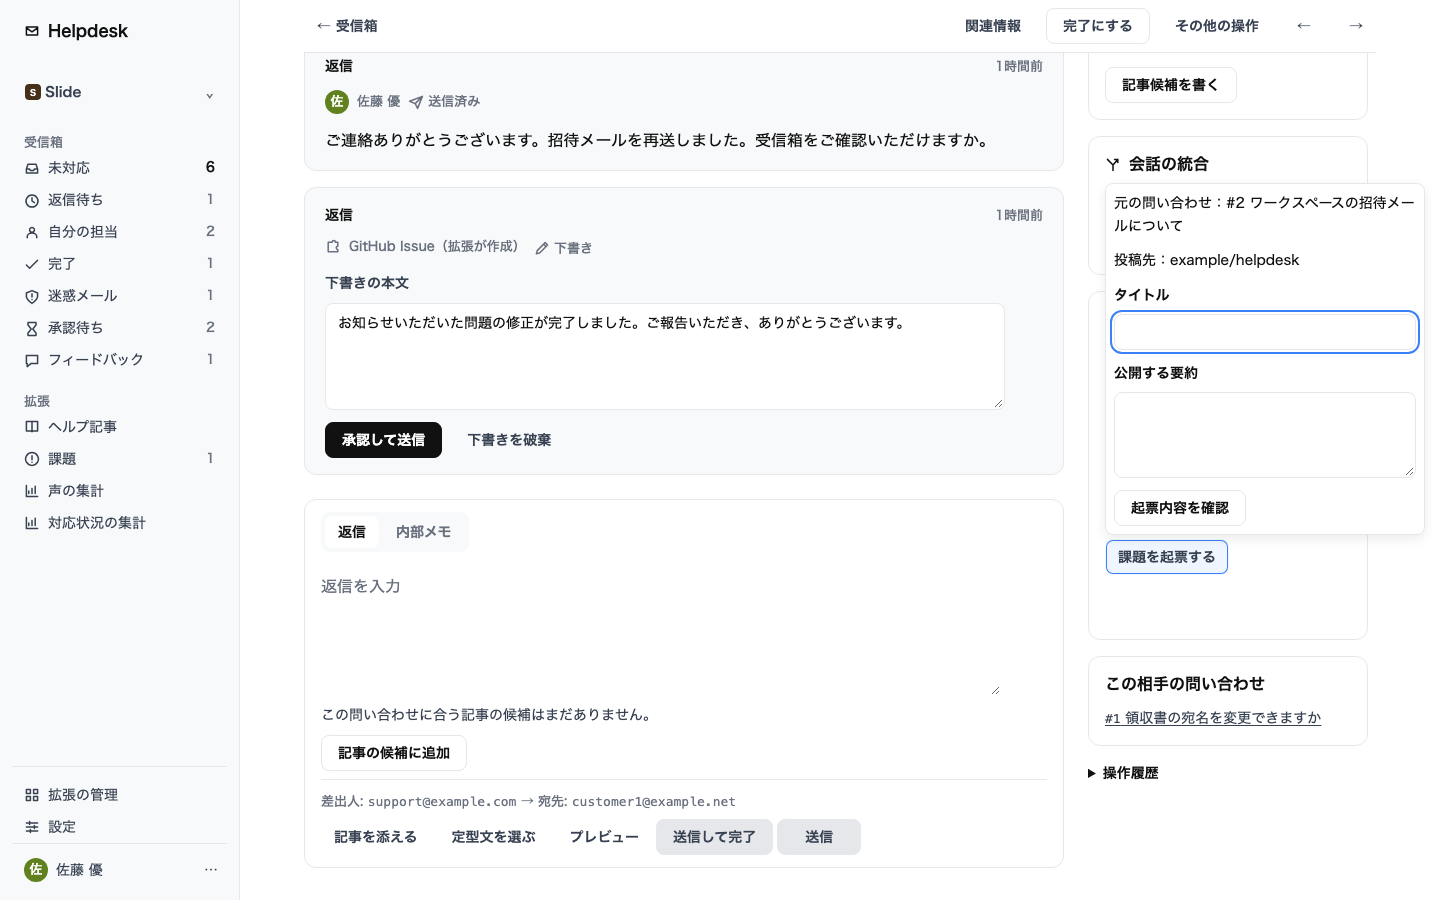 Helpdesk
S Slide
受信箱
未対応 6
返信待ち 1
自分の担当 2
完了 1
迷惑メール 1
承認待ち 2
フィードバック 1
拡張
ヘルプ記事
課題 1
声の集計
対応状況の集計
拡張の管理
設定
佐 佐藤 優 …
← 受信箱
関連情報 完了にする その他の操作 ← →
返信 1時間前
佐 佐藤 優 送信済み
ご連絡ありがとうございます。招待メールを再送しました。受信箱をご確認いただけますか。
返信 1時間前
GitHub Issue（拡張が作成） 下書き
下書きの本文
お知らせいただいた問題の修正が完了しました。ご報告いただき、ありがとうございます。
承認して送信 下書きを破棄
返信 内部メモ
返信を入力
この問い合わせに合う記事の候補はまだありません。
記事の候補に追加
差出人: support@example.com → 宛先: customer1@example.net
記事を添える 定型文を選ぶ プレビュー 送信して完了 送信
記事候補を書く
会話の統合
元の問い合わせ：#2 ワークスペースの招待メー
ルについて
投稿先：example/helpdesk
タイトル
公開する要約
起票内容を確認
課題を起票する
この相手の問い合わせ
#1 領収書の宛名を変更できますか
▶ 操作履歴